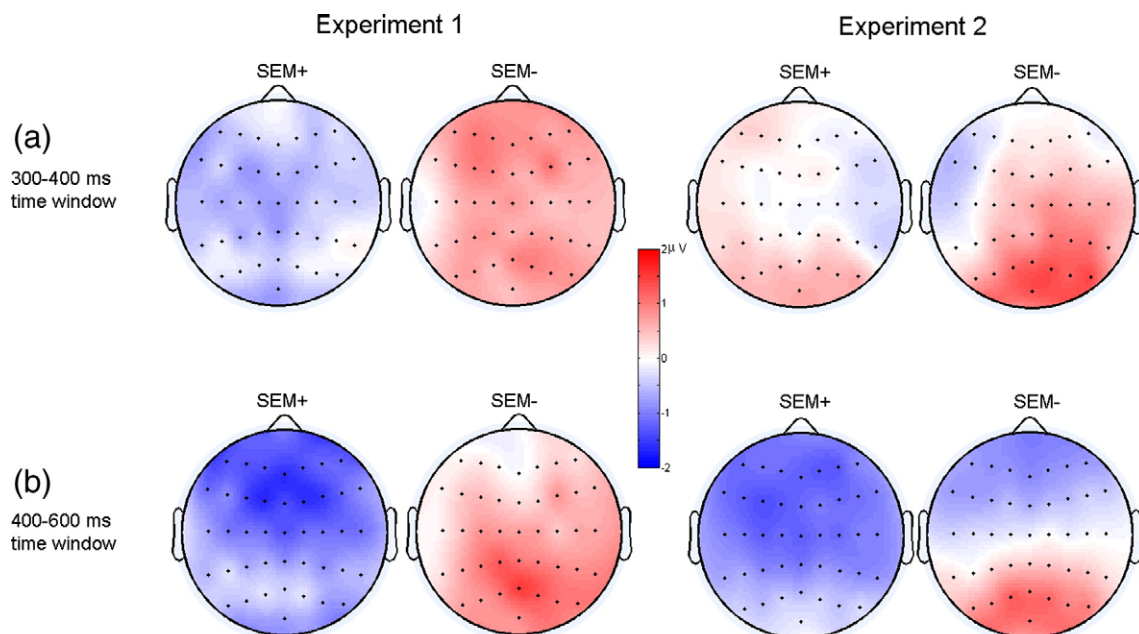 Experiment 1
Experiment 2
SEM+
SEM-
SEM+
SEM-
(a)
300-400 ms
time window
2μ V
1
0
-1
-2
SEM+
SEM-
SEM+
SEM-
(b)
400-600 ms
time window